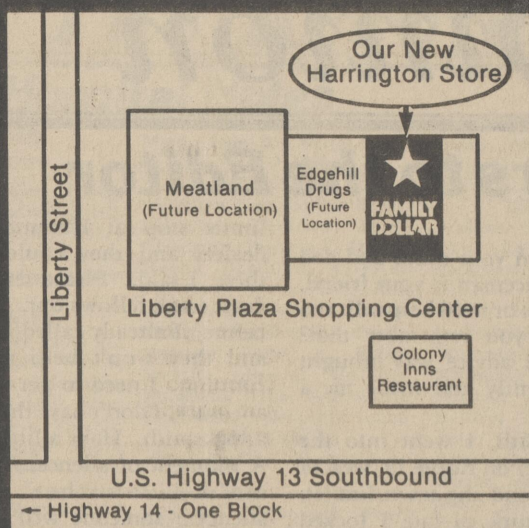 Our New
Harrington Store
Meatland
(Future Location)
Edgehill
Drugs
(Future
Location)
FAMILY
DOLLAR
Liberty Street
Liberty Plaza Shopping Center
Colony
Inns
Restaurant
U.S. Highway 13 Southbound
← Highway 14 - One Block